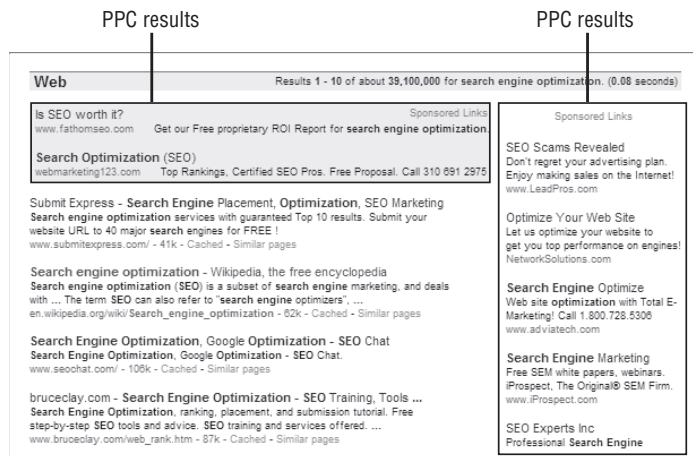 PPC results
PPC results
Web
Results 1 - 10 of about 39,100,000 for search engine optimization. (0.08 seconds)
Is SEO worth it?
Sponsored Links
www.fathomseo.com Get our Free proprietary ROI Report for search engine optimization.
Search Optimization (SEO)
webmarketing123.com Top Rankings, Certified SEO Pros. Free Proposal. Call 310 691 2975
Submit Express - Search Engine Placement, Optimization, SEO Marketing
Search engine optimization services with guaranteed Top 10 results. Submit your
website URL to 40 major search engines for FREE !
www.submitexpress.com/ - 41k - Cached - Similar pages
Search engine optimization - Wikipedia, the free encyclopedia
Search engine optimization (SEO) is a subset of search engine marketing, and deals
with ... The term SEO can also refer to "search engine optimizers", ...
en.wikipedia.org/wiki/Search_engine_optimization - 62k - Cached - Similar pages
Search Engine Optimization, Google Optimization - SEO Chat
Search Engine Optimization, Google Optimization - SEO Chat.
www.seochat.com/ - 106k - Cached - Similar pages
bruceclay.com - Search Engine Optimization - SEO Training, Tools ...
Search Engine Optimization, ranking, placement, and submission tutorial. Free
step-by-step SEO tools and advice. SEO training and services offered. ...
www.bruceclay.com/web_rank.htm - 87k - Cached - Similar pages
Sponsored Links
SEO Scams Revealed
Don't regret your advertising plan.
Enjoy making sales on the Internet!
www.LeadPros.com
Optimize Your Web Site
Let us optimize your website to
get you top performance on engines!
NetworkSolutions.com
Search Engine Optimize
Web site optimization with Total E-
Marketing! Call 1.800.728.5306
www.adviatech.com
Search Engine Marketing
Free SEM white papers, webinars.
iProspect, The Original® SEM Firm.
www.iProspect.com
SEO Experts Inc
Professional Search Engine